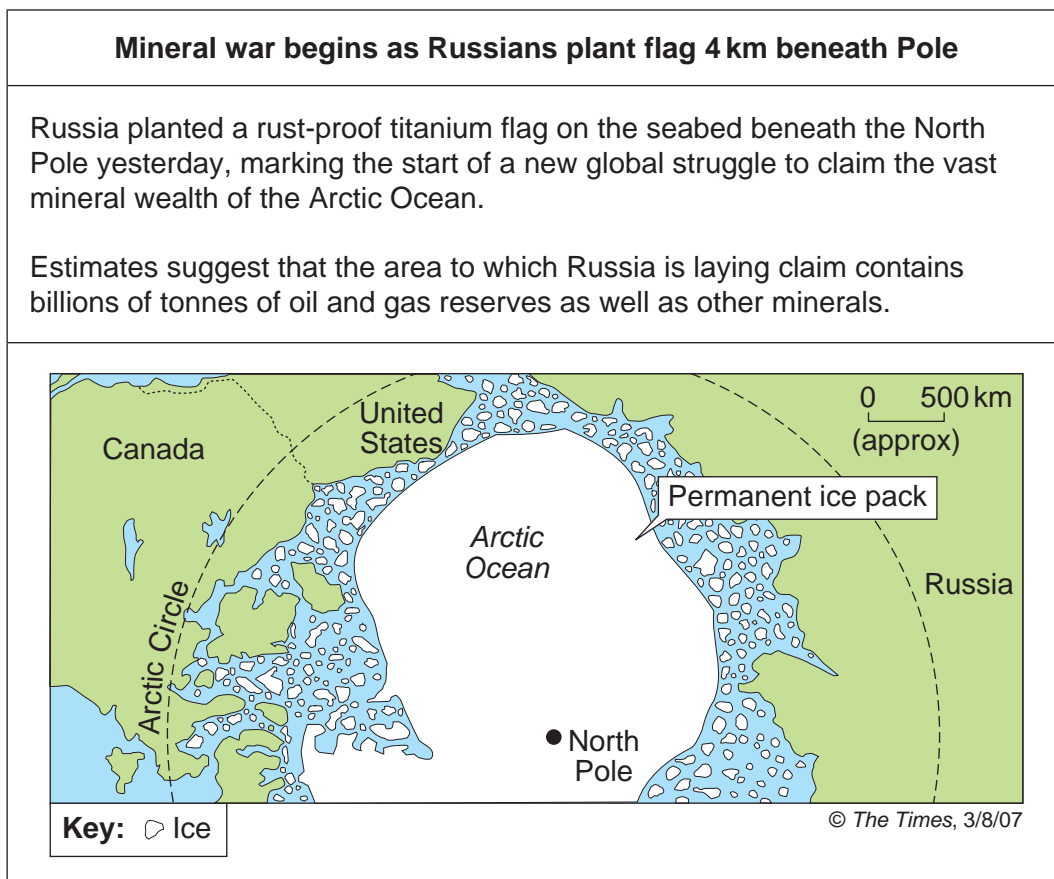 Mineral war begins as Russians plant flag 4 km beneath Pole
Russia planted a rust-proof titanium flag on the seabed beneath the North
Pole yesterday, marking the start of a new global struggle to claim the vast
mineral wealth of the Arctic Ocean.
Estimates suggest that the area to which Russia is laying claim contains
billions of tonnes of oil and gas reserves as well as other minerals.
Canada
United
States
0 500 km
(approx)
Permanent ice pack
Arctic
Ocean
Russia
Arctic Circle
North
Pole
Key: Ice
© The Times, 3/8/07